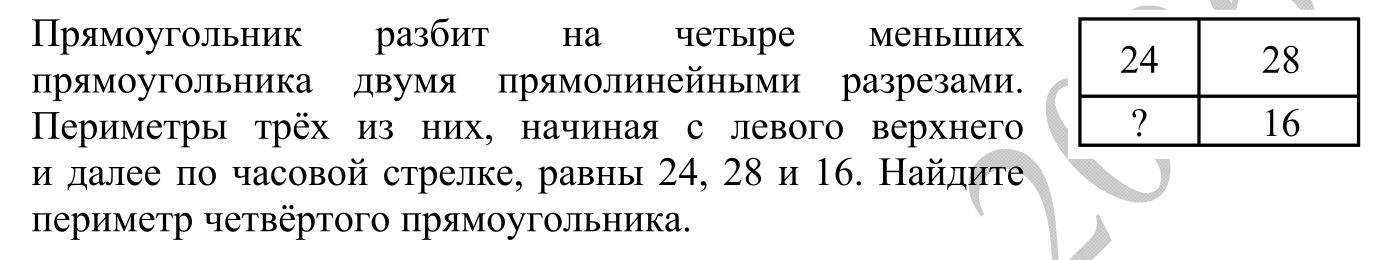 Прямоугольник разбит на четыре меньших
прямоугольника двумя прямолинейными разрезами.
Периметры трёх из них, начиная с левого верхнего
и далее по часовой стрелке, равны 24, 28 и 16. Найдите
периметр четвёртого прямоугольника.
24 28
? 16